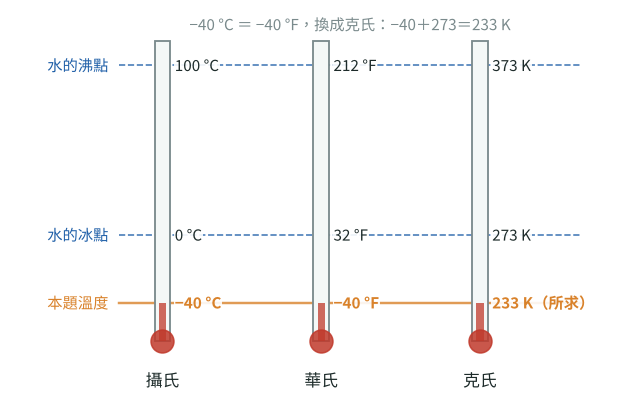 −40 °C ＝ −40 °F，換成克氏：−40＋273＝233 K
水的沸點 100 °C 212 °F 373 K
水的冰點 0 °C 32 °F 273 K
本題溫度 −40 °C −40 °F 233 K（所求）
攝氏 華氏 克氏